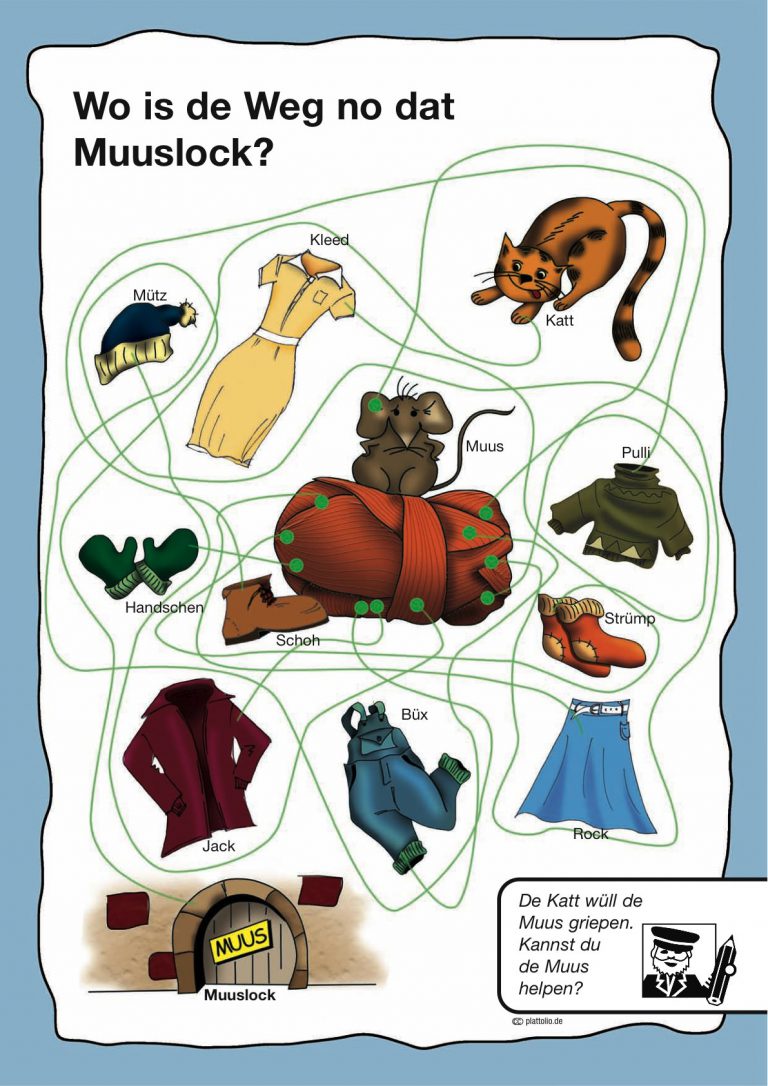 Wo is de Weg no dat
Muuslock?
Kleed
Mütz
Katt
Muus
Pulli
Handschen
Strümp
Schoh
Büx
Jack
Rock
MUUS
Muuslock
De Katt wüll de
Muus griepen.
Kannst du
de Muus
helpen?
cc plattolio.de